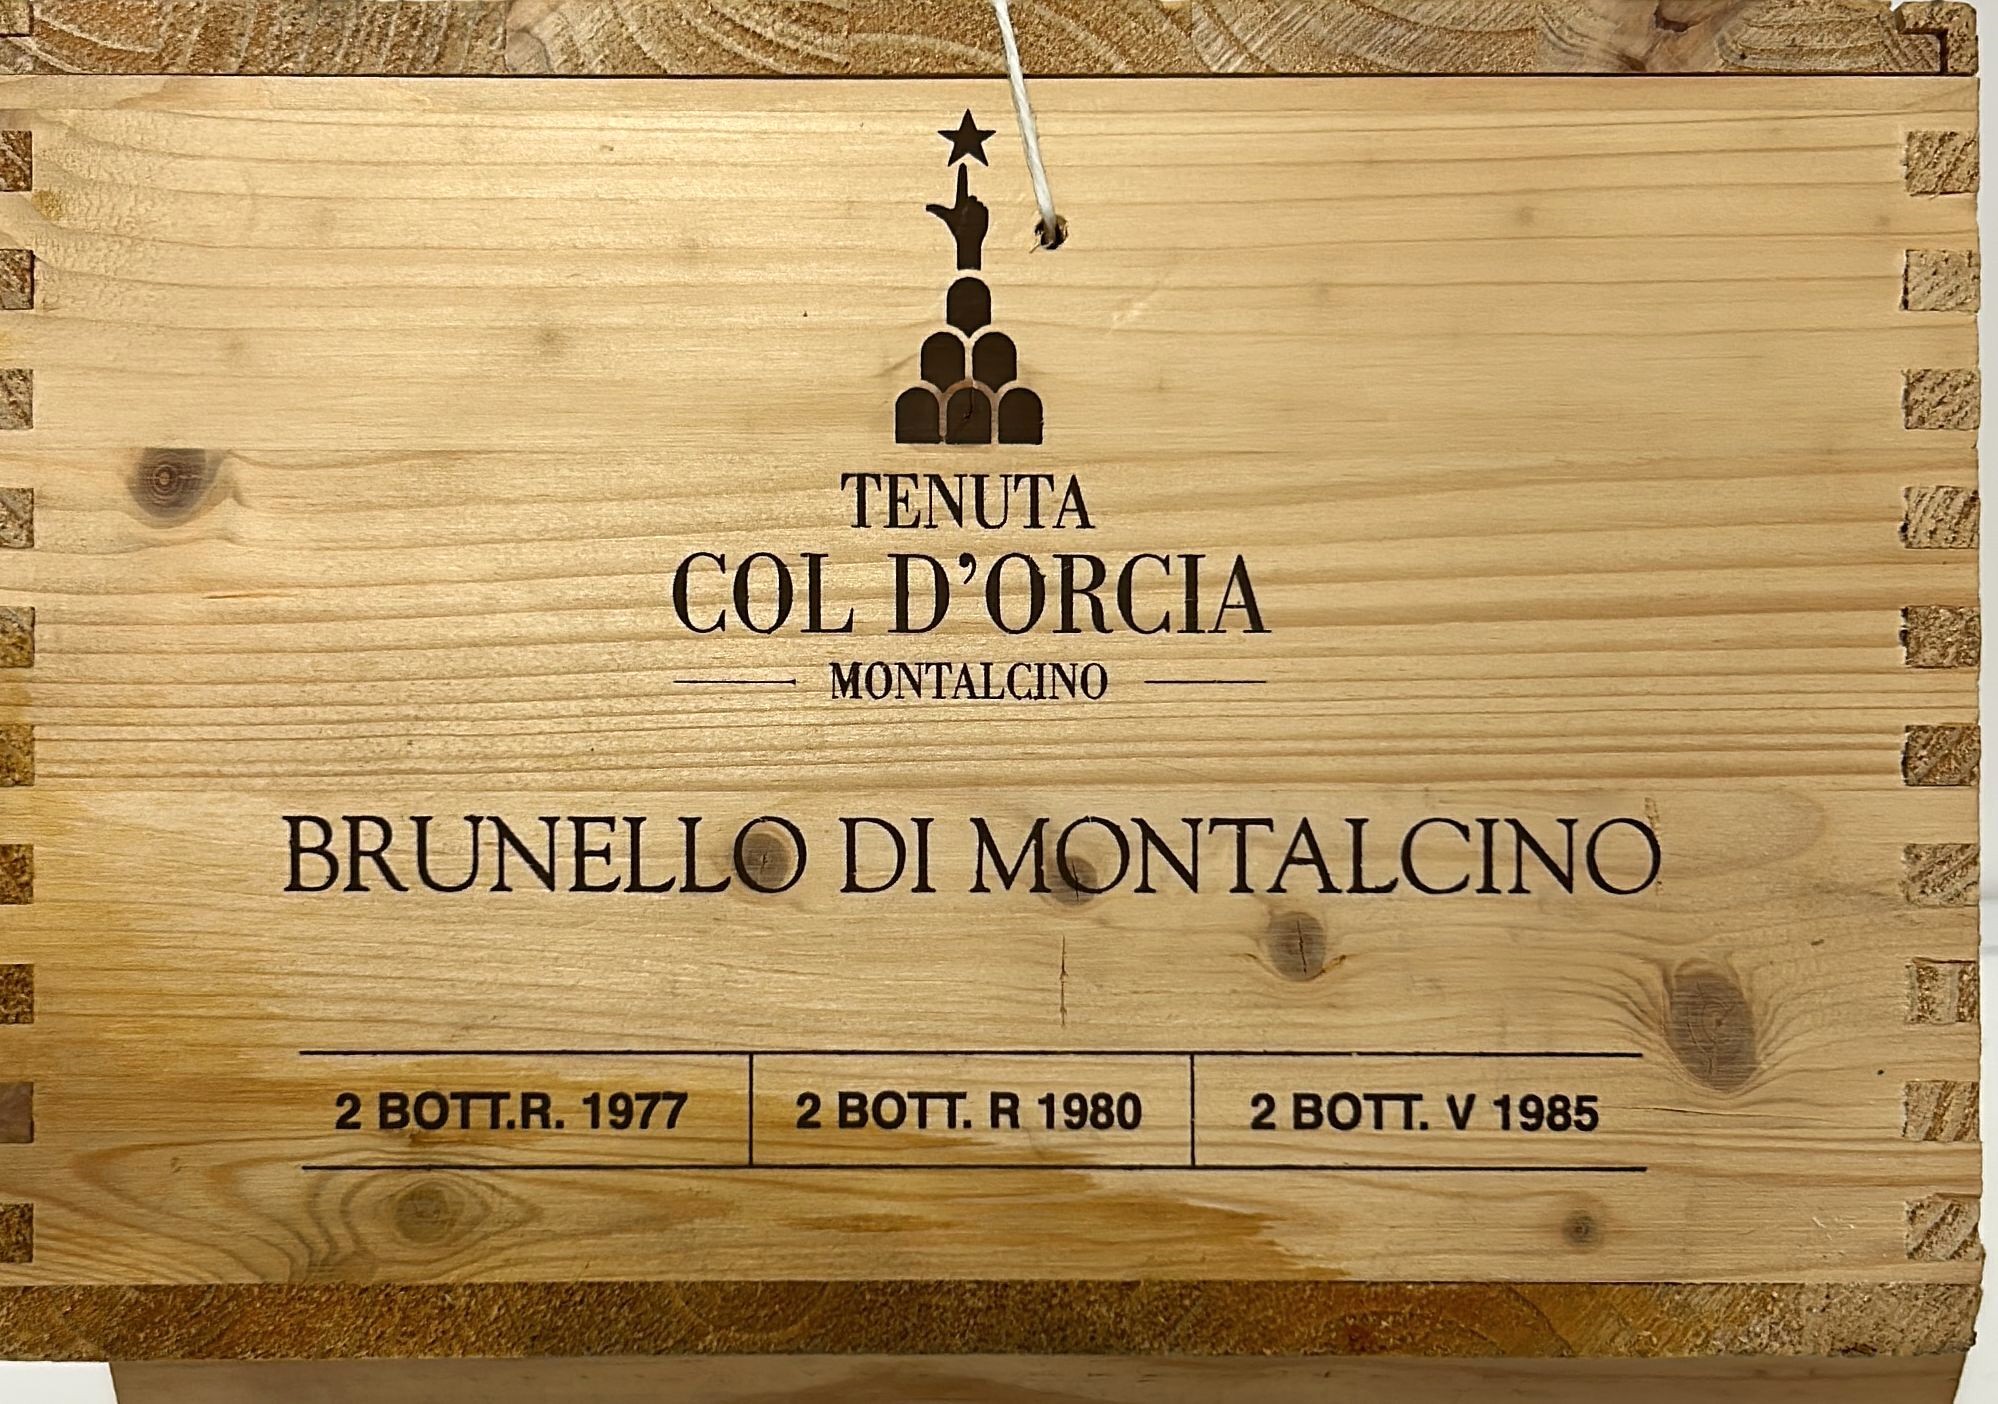 TENUTA
COL D’ORCIA
MONTALCINO
BRUNELLO DI MONTALCINO
2 BOTT.R. 1977
2 BOTT. R 1980
2 BOTT. V 1985